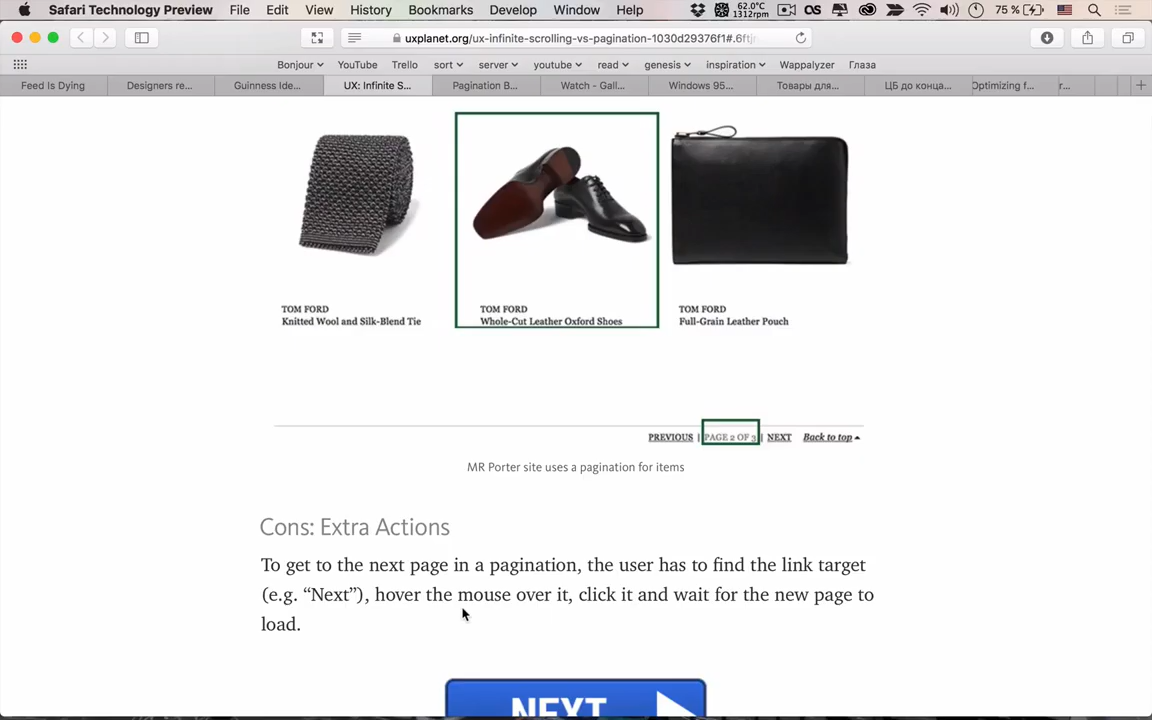 Safari Technology Preview File Edit View History Bookmarks Develop Window Help
62.0°C
1312rpm
OS
75 %
uxplanet.org/ux-infinite-scrolling-vs-pagination-1030d29376f1#.6ftj
Bonjour YouTube Trello sort server youtube read genesis inspiration Wappalyzer Глаза
Feed Is Dying Designers re... Guinness Ide... UX: Infinite S... Pagination B... Watch - Gall... Windows 95... Товары для... ЦБ до конца... Optimizing f... r...
TOM FORD
Knitted Wool and Silk-Blend Tie
TOM FORD
Whole-Cut Leather Oxford Shoes
TOM FORD
Full-Grain Leather Pouch
PREVIOUS | PAGE 2 OF 3 | NEXT Back to top
MR Porter site uses a pagination for items
Cons: Extra Actions
To get to the next page in a pagination, the user has to find the link target
(e.g. “Next”), hover the mouse over it, click it and wait for the new page to
load.
NEXT